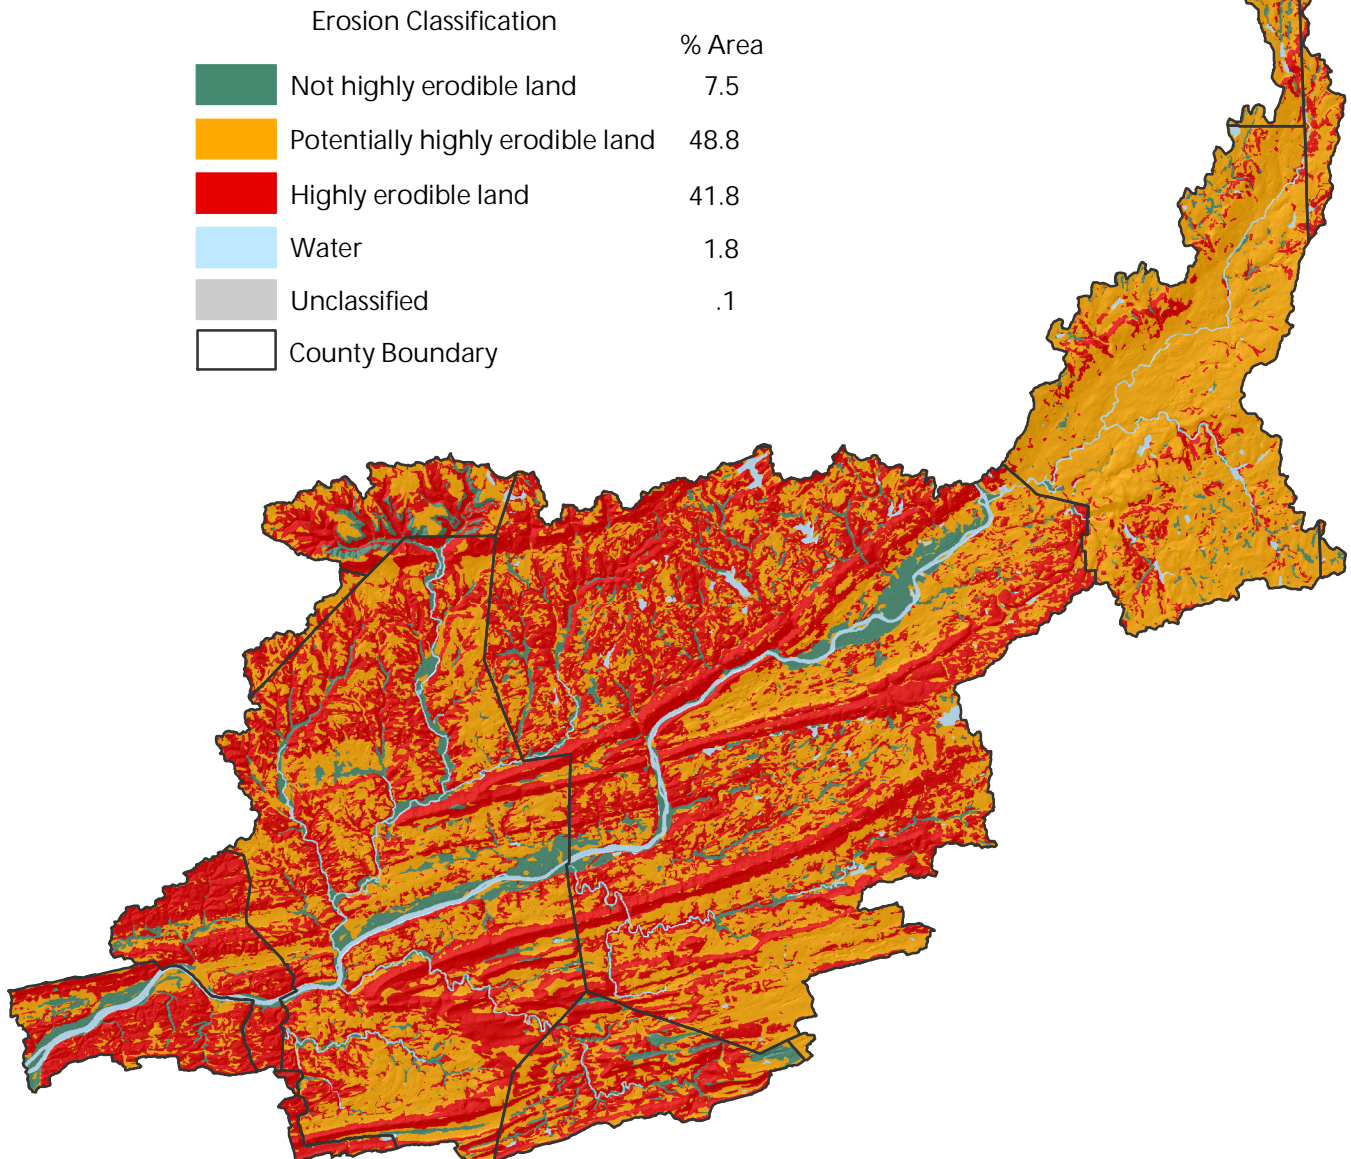 Erosion Classification
% Area
Not highly erodible land 7.5
Potentially highly erodible land 48.8
Highly erodible land 41.8
Water 1.8
Unclassified .1
County Boundary